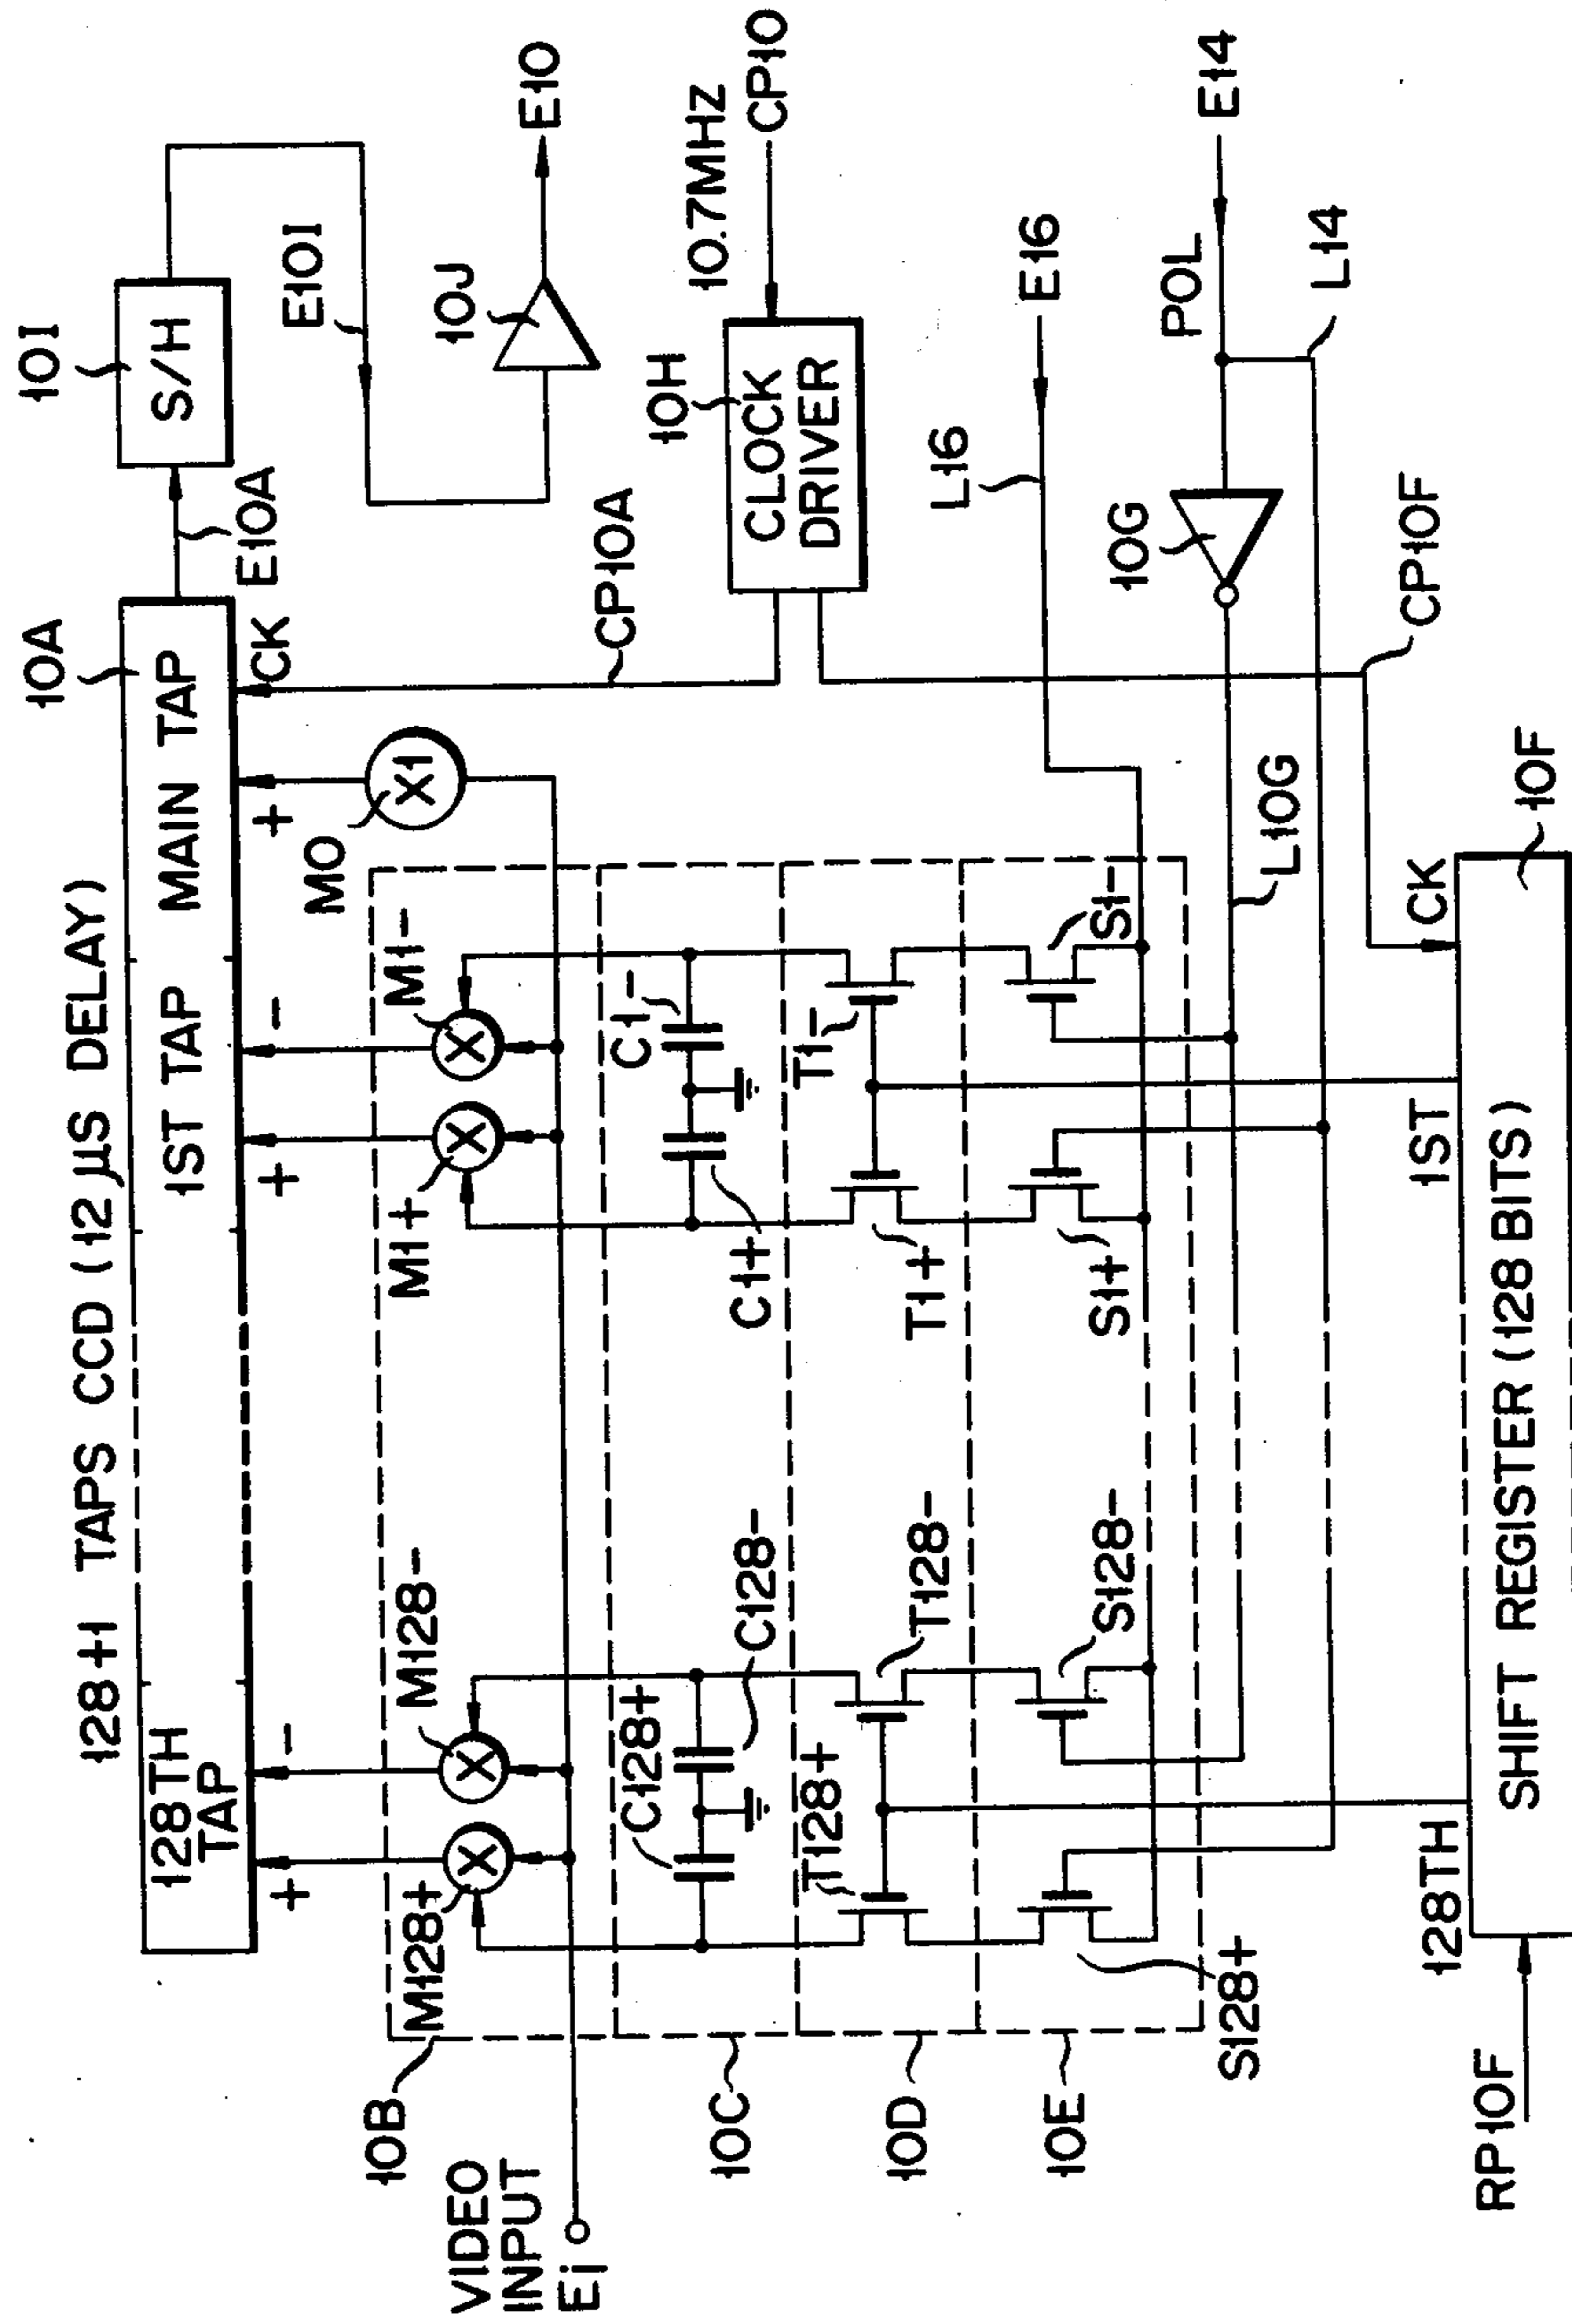 128+1 TAPS CCD (12 µS DELAY)
10A
128TH
TAP
1ST TAP
MAIN TAP
CK
E10A
10I
S/H
E10I
10J
E10
+
-
+
-
+
M0
X1
M128+
X
M128-
X
M1+
X
M1-
X
CP10A
10H
CLOCK
DRIVER
10.7MHZ
CP10
10B
VIDEO
INPUT
Ei
10C
C128+
C128-
C1+
C1-
10D
T128+
T128-
T1+
T1-
10E
S128+
S128-
S1+
S1-
L16
E16
10G
POL
E14
L14
L10G
CP10F
128TH
1ST
CK
10F
SHIFT REGISTER (128 BITS)
RP10F